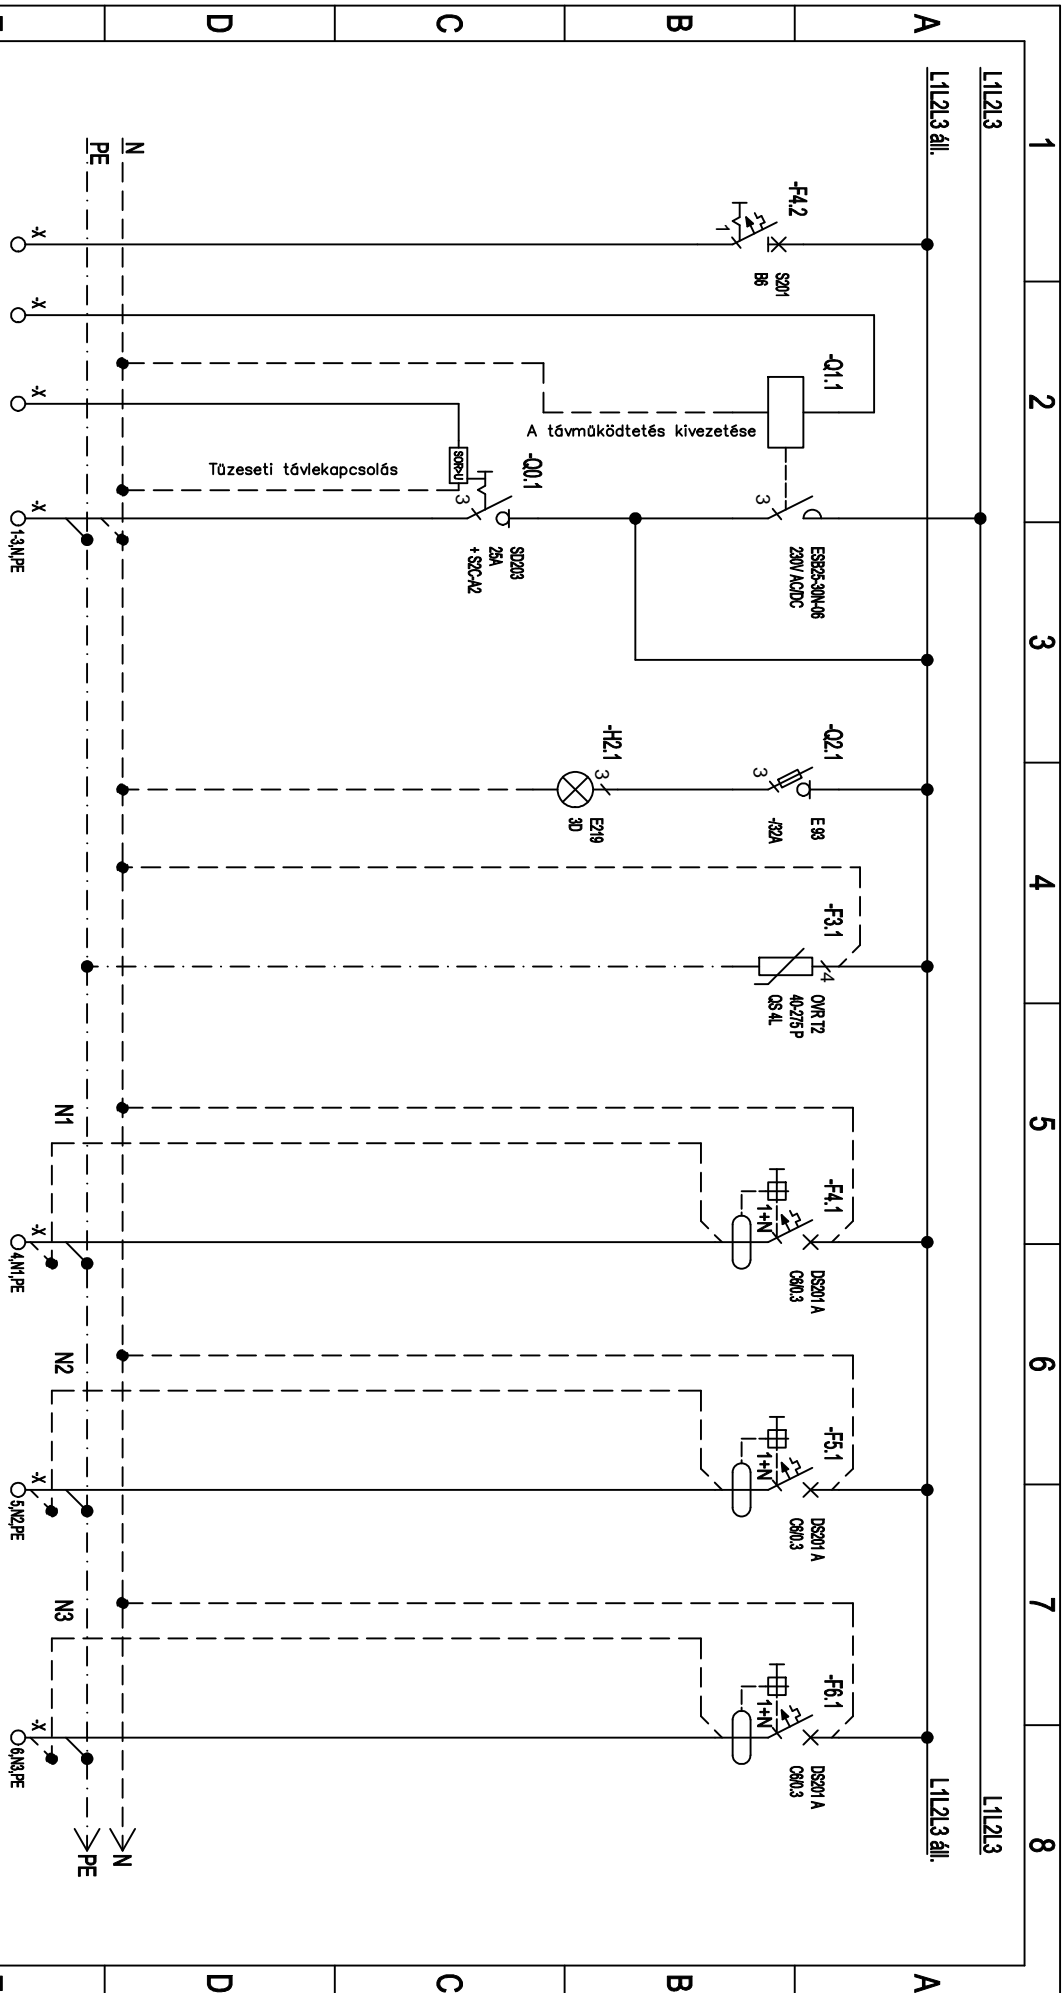 1
2
3
4
5
6
7
8
A
A
B
B
C
C
D
D
L1L2L3
L1L2L3
L1L2L3 áll.
L1L2L3 áll.
-F4.2
S201
B6
1
-Q1.1
ESB25-30N-06
230V AC/DC
3
A távműködtetés kivezetése
-Q0.1
SD203
25A
+ S2C-A2
3
Tűzeseti távlekapcsolás
-Q2.1
E 93
-/32A
3
-H2.1
E219
3D
3
-F3.1
OVR T2
40-275 P
QS 4L
4
-F4.1
DS201 A
C6/0.3
1+N
-F5.1
DS201 A
C6/0.3
1+N
-F6.1
DS201 A
C6/0.3
1+N
N
PE
N1
N2
N3
N
PE
-X
-X
-X
-X
1-3,N,PE
-X
4,N1,PE
-X
5,N2,PE
-X
6,N3,PE